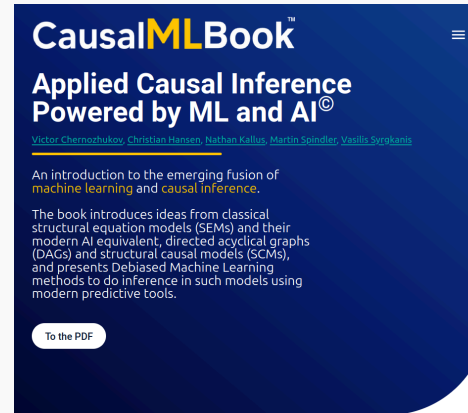 CausalMLBook™
Applied Causal Inference
Powered by ML and AI©
Victor Chernozhukov, Christian Hansen, Nathan Kallus, Martin Spindler, Vasilis Syrgkanis
An introduction to the emerging fusion of
machine learning and causal inference.
The book introduces ideas from classical
structural equation models (SEMs) and their
modern AI equivalent, directed acyclical graphs
(DAGs) and structural causal models (SCMs),
and presents Debiased Machine Learning
methods to do inference in such models using
modern predictive tools.
To the PDF